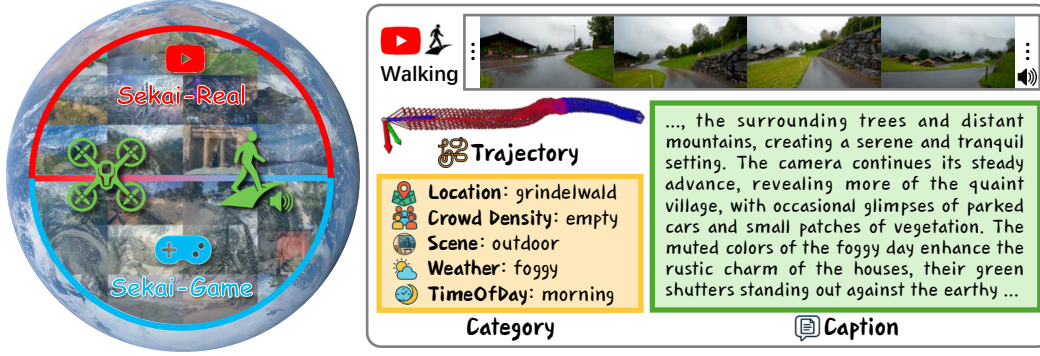 Sekai-Real
Sekai-Game
Walking
Trajectory
Location: grindelwald
Crowd Density: empty
Scene: outdoor
Weather: foggy
TimeOfDay: morning
Category
..., the surrounding trees and distant
mountains, creating a serene and tranquil
setting. The camera continues its steady
advance, revealing more of the quaint
village, with occasional glimpses of parked
cars and small patches of vegetation. The
muted colors of the foggy day enhance the
rustic charm of the houses, their green
shutters standing out against the earthy ...
Caption